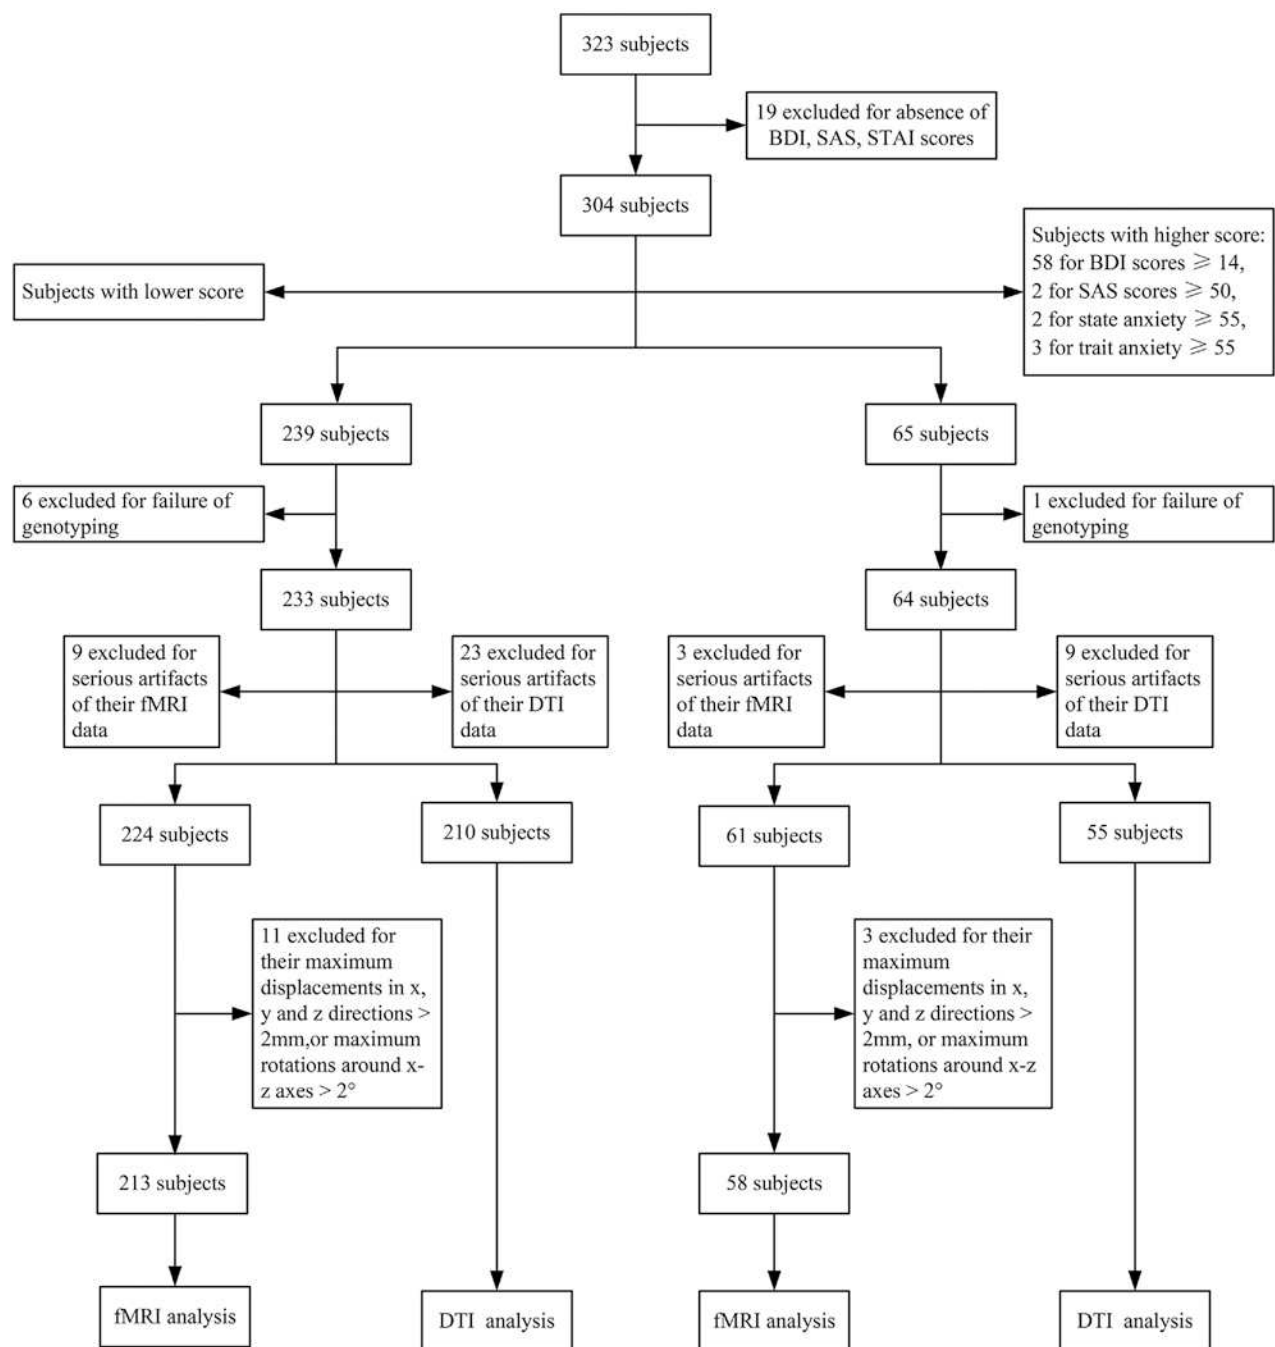 323 subjects
19 excluded for absence of
BDI, SAS, STAI scores
304 subjects
Subjects with lower score
Subjects with higher score:
58 for BDI scores ⩾ 14,
2 for SAS scores ⩾ 50,
2 for state anxiety ⩾ 55,
3 for trait anxiety ⩾ 55
239 subjects
65 subjects
6 excluded for failure of
genotyping
1 excluded for failure of
genotyping
233 subjects
64 subjects
9 excluded for
serious artifacts
of their fMRI
data
23 excluded for
serious artifacts
of their DTI
data
3 excluded for
serious artifacts
of their fMRI
data
9 excluded for
serious artifacts
of their DTI
data
224 subjects
210 subjects
61 subjects
55 subjects
11 excluded for
their maximum
displacements in x,
y and z directions >
2mm,or maximum
rotations around x-
z axes > 2°
3 excluded for their
maximum
displacements in x,
y and z directions >
2mm, or maximum
rotations around x-z
axes > 2°
213 subjects
58 subjects
fMRI analysis
DTI analysis
fMRI analysis
DTI analysis